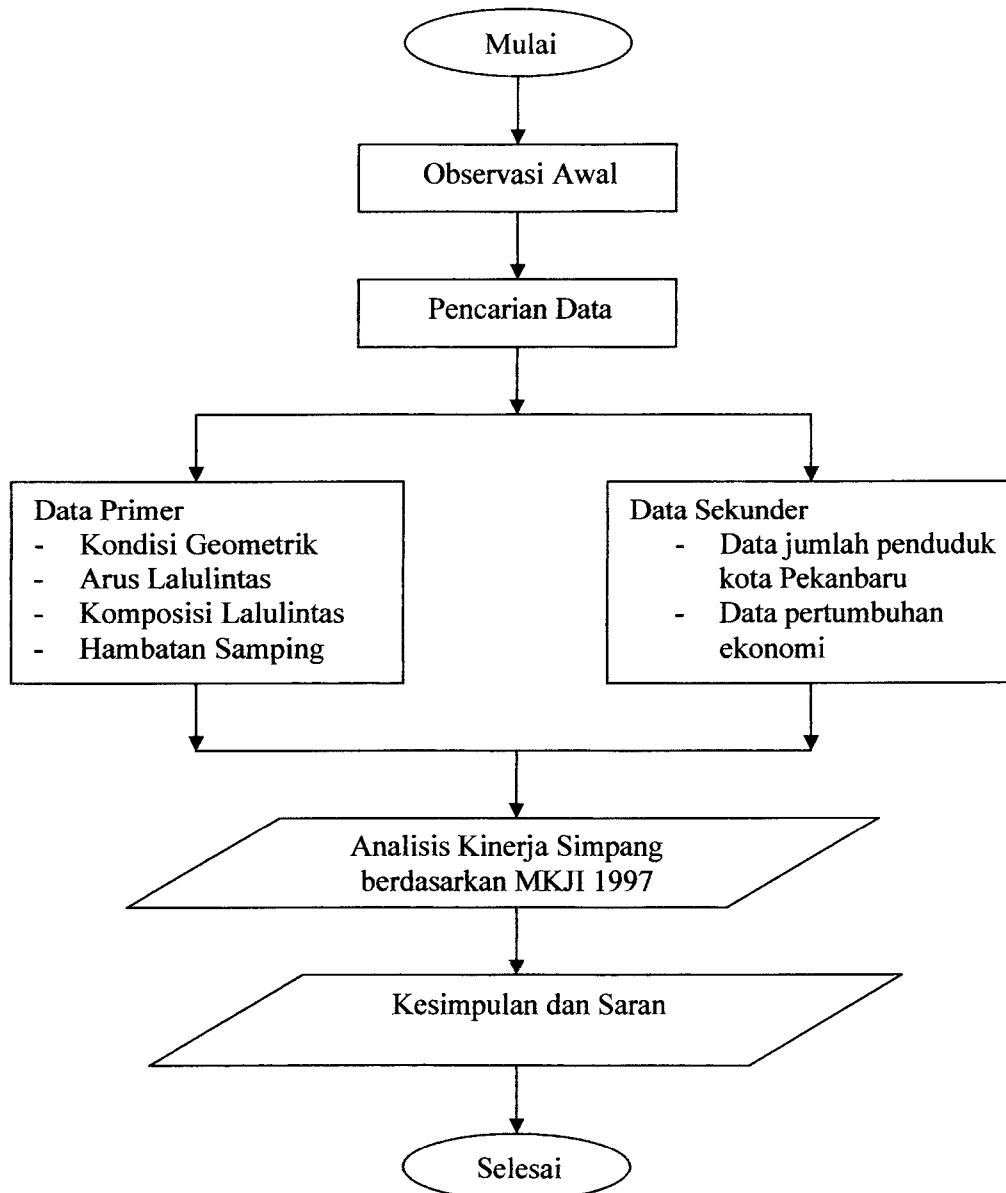 Mulai
Observasi Awal
Pencarian Data
Data Primer
- Kondisi Geometrik
- Arus Lalulintas
- Komposisi Lalulintas
- Hambatan Samping
Data Sekunder
- Data jumlah penduduk
kota Pekanbaru
- Data pertumbuhan
ekonomi
Analisis Kinerja Simpang
berdasarkan MKJI 1997
Kesimpulan dan Saran
Selesai